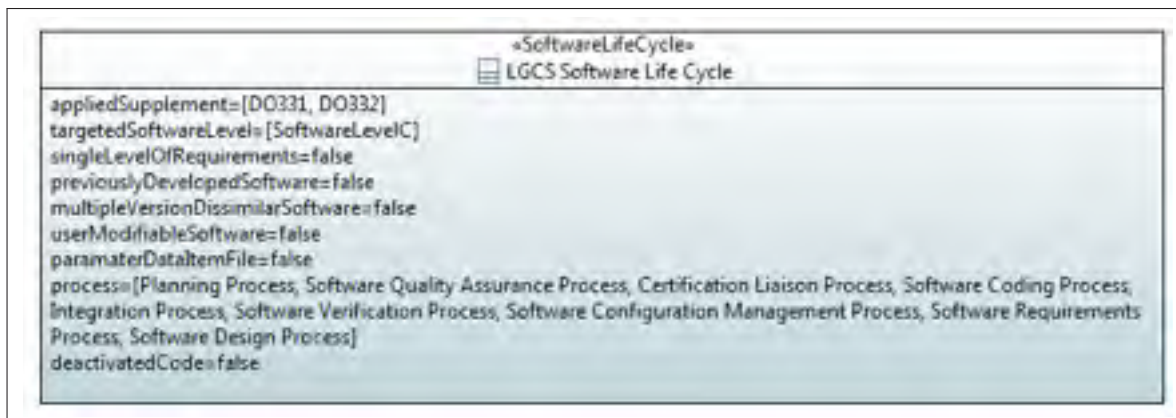 «SoftwareLifeCycle»
LGCS Software Life Cycle
appliedSupplement=[DO331, DO332]
targetedSoftwareLevel=[SoftwareLevelC]
singleLevelOfRequirements=false
previouslyDevelopedSoftware=false
multipleVersionDissimilarSoftware=false
userModifiableSoftware=false
paramaterDataItemFile=false
process=[Planning Process, Software Quality Assurance Process, Certification Liaison Process, Software Coding Process,
Integration Process, Software Verification Process, Software Configuration Management Process, Software Requirements
Process, Software Design Process]
deactivatedCode=false